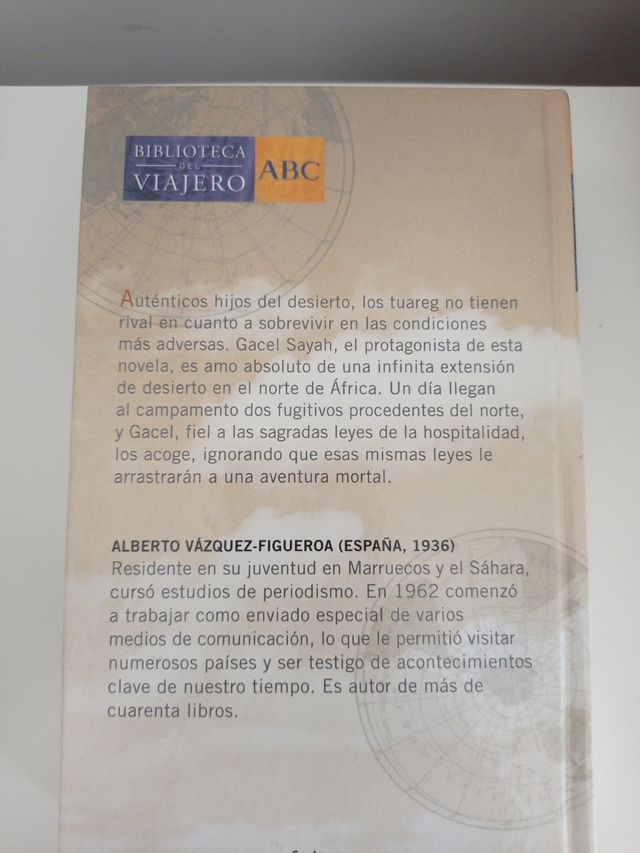 BIBLIOTECA
DEL
VIAJERO
ABC
Auténticos hijos del desierto, los tuareg no tienen
rival en cuanto a sobrevivir en las condiciones
más adversas. Gacel Sayah, el protagonista de esta
novela, es amo absoluto de una infinita extensión
de desierto en el norte de África. Un día llegan
al campamento dos fugitivos procedentes del norte,
y Gacel, fiel a las sagradas leyes de la hospitalidad,
los acoge, ignorando que esas mismas leyes le
arrastrarán a una aventura mortal.
ALBERTO VÁZQUEZ-FIGUEROA (ESPAÑA, 1936)
Residente en su juventud en Marruecos y el Sáhara,
cursó estudios de periodismo. En 1962 comenzó
a trabajar como enviado especial de varios
medios de comunicación, lo que le permitió visitar
numerosos países y ser testigo de acontecimientos
clave de nuestro tiempo. Es autor de más de
cuarenta libros.